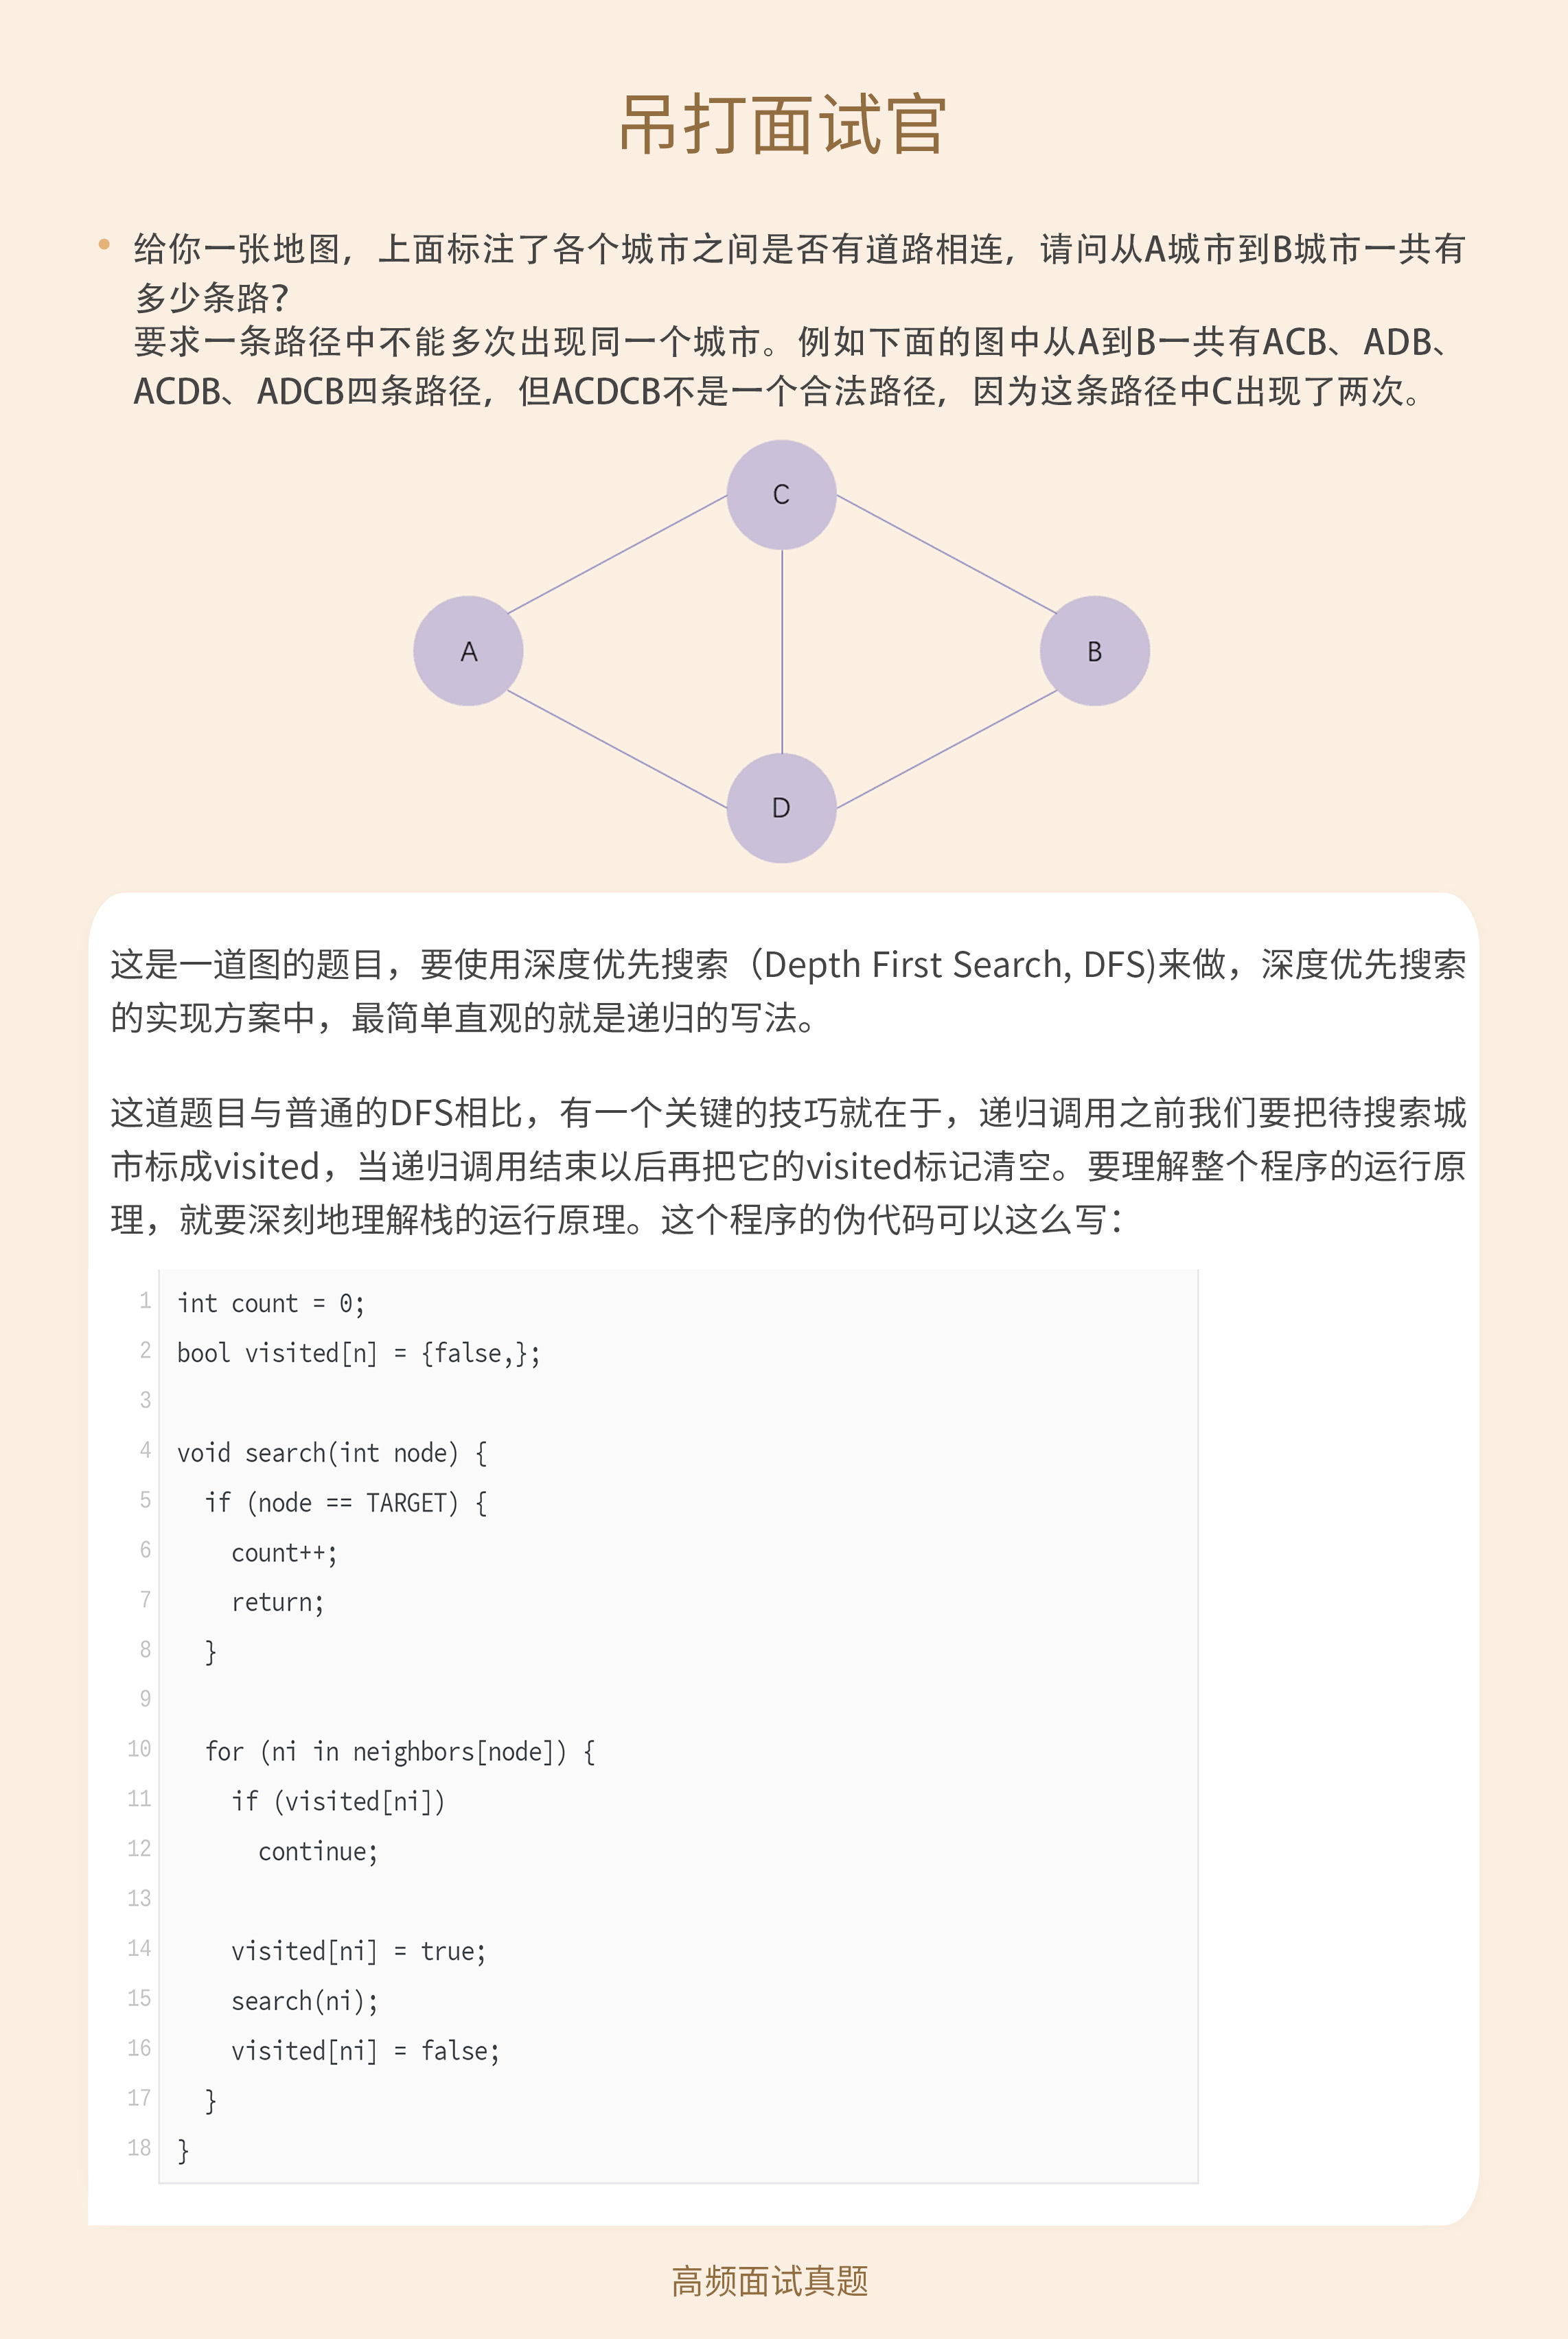 吊打面试官
给你一张地图，上面标注了各个城市之间是否有道路相连，请问从A城市到B城市一共有
多少条路？
要求一条路径中不能多次出现同一个城市。例如下面的图中从A到B一共有ACB、ADB、
ACDB、ADCB四条路径，但ACDCB不是一个合法路径，因为这条路径中C出现了两次。
C
A
B
D
这是一道图的题目，要使用深度优先搜索（Depth First Search, DFS)来做，深度优先搜索
的实现方案中，最简单直观的就是递归的写法。
这道题目与普通的DFS相比，有一个关键的技巧就在于，递归调用之前我们要把待搜索城
市标成visited，当递归调用结束以后再把它的visited标记清空。要理解整个程序的运行原
理，就要深刻地理解栈的运行原理。这个程序的伪代码可以这么写：
1 int count = 0;
2 bool visited[n] = {false,};
3
4 void search(int node) {
5   if (node == TARGET) {
6     count++;
7     return;
8   }
9
10   for (ni in neighbors[node]) {
11     if (visited[ni])
12       continue;
13
14     visited[ni] = true;
15     search(ni);
16     visited[ni] = false;
17   }
18 }
高频面试真题